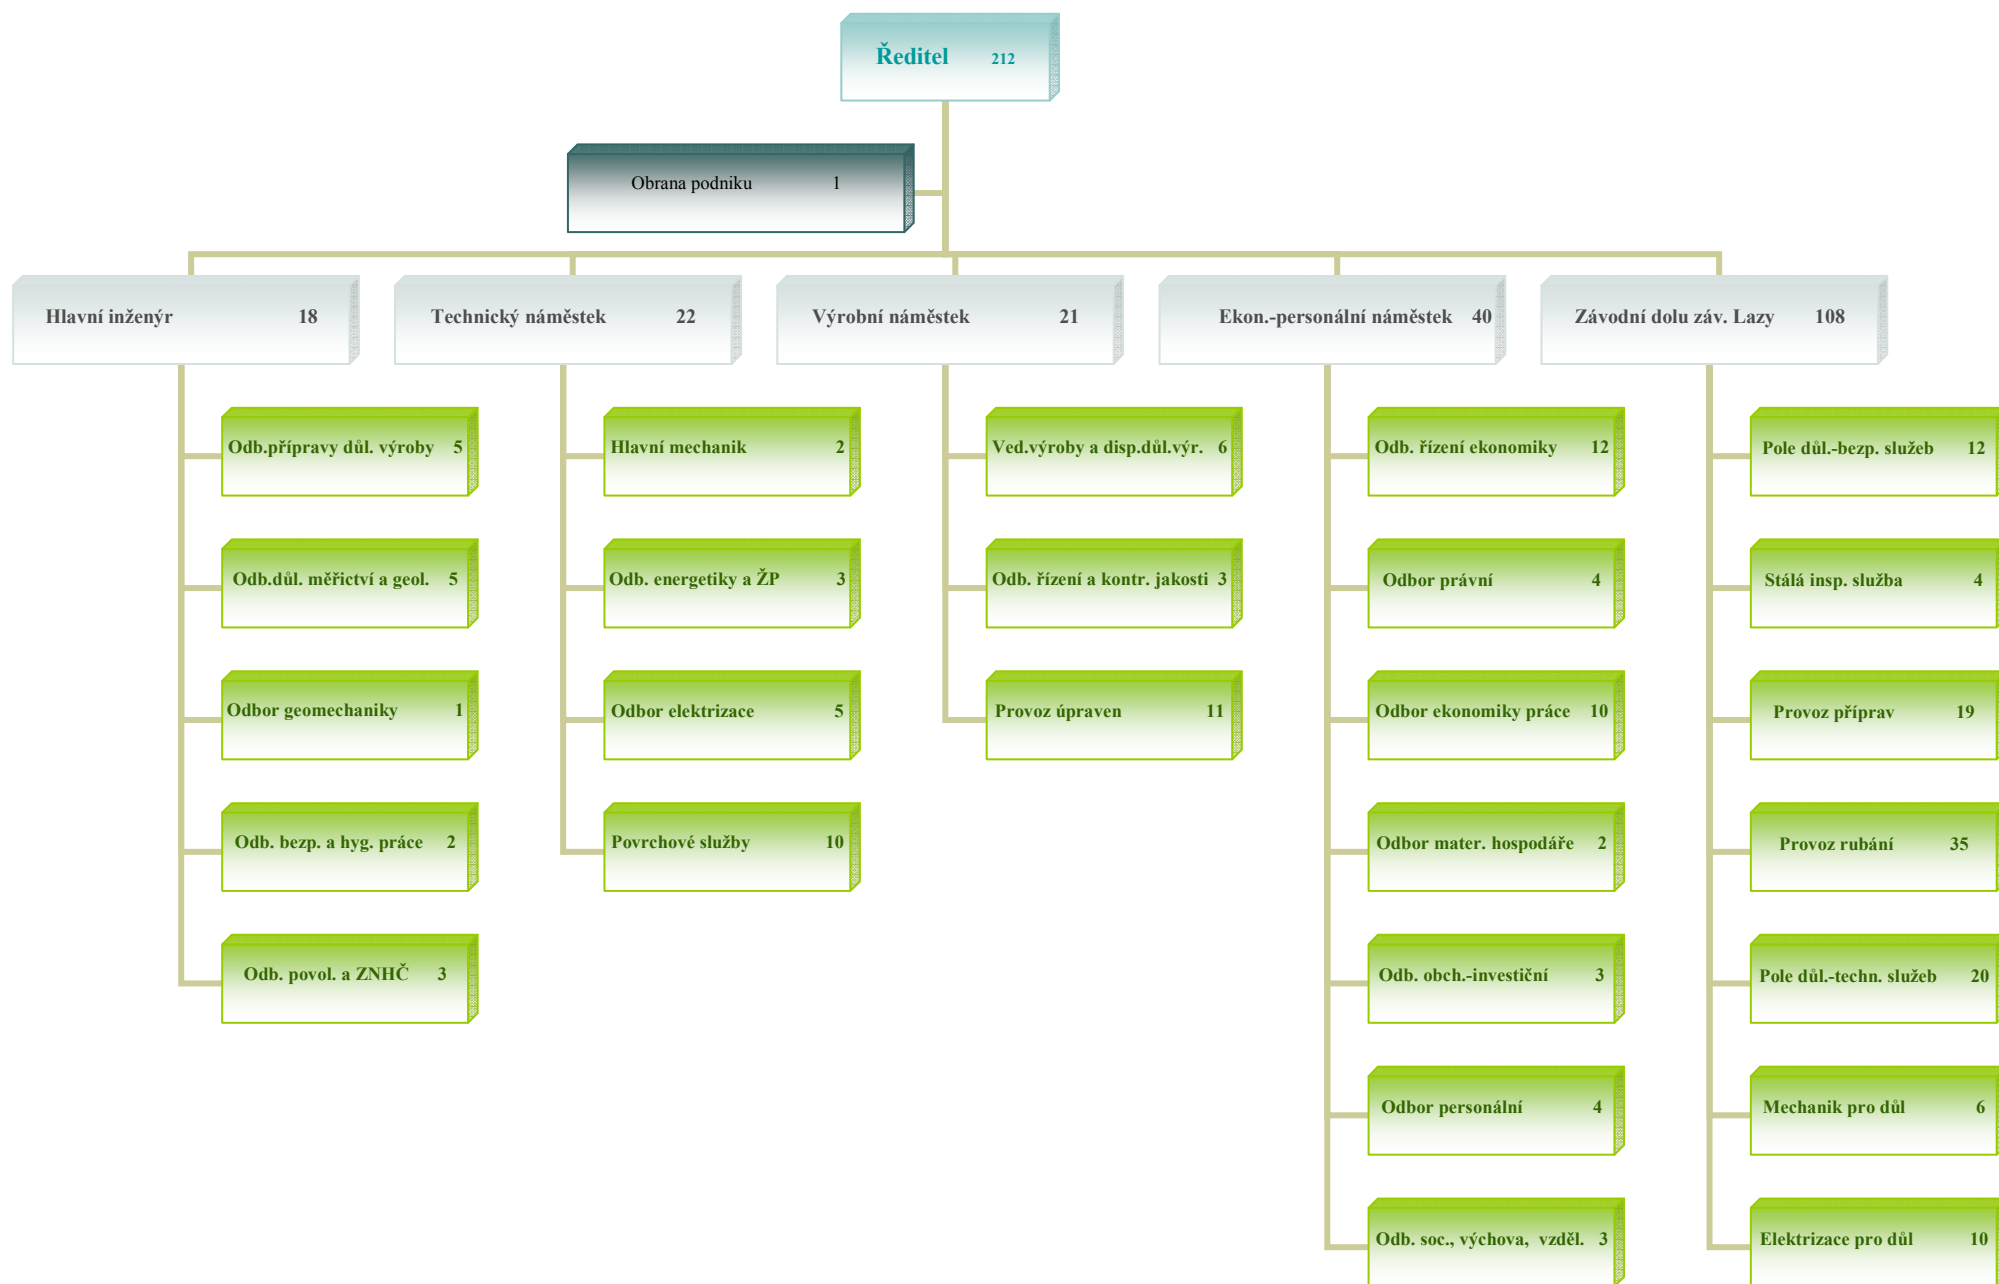 Ředitel 212
Obrana podniku 1
Hlavní inženýr 18
Technický náměstek 22
Výrobní náměstek 21
Ekon.-personální náměstek 40
Závodní dolu záv. Lazy 108
Odb.přípravy důl. výroby 5
Hlavní mechanik 2
Ved.výroby a disp.důl.výr. 6
Odb. řízení ekonomiky 12
Pole důl.-bezp. služeb 12
Odb.důl. měřictví a geol. 5
Odb. energetiky a ŽP 3
Odb. řízení a kontr. jakosti 3
Odbor právní 4
Stálá insp. služba 4
Odbor geomechaniky 1
Odbor elektrizace 5
Provoz úpraven 11
Odbor ekonomiky práce 10
Provoz příprav 19
Odb. bezp. a hyg. práce 2
Povrchové služby 10
Odbor mater. hospodáře 2
Provoz rubání 35
Odb. povol. a ZNHČ 3
Odb. obch.-investiční 3
Pole důl.-techn. služeb 20
Odbor personální 4
Mechanik pro důl 6
Odb. soc., výchova, vzděl. 3
Elektrizace pro důl 10